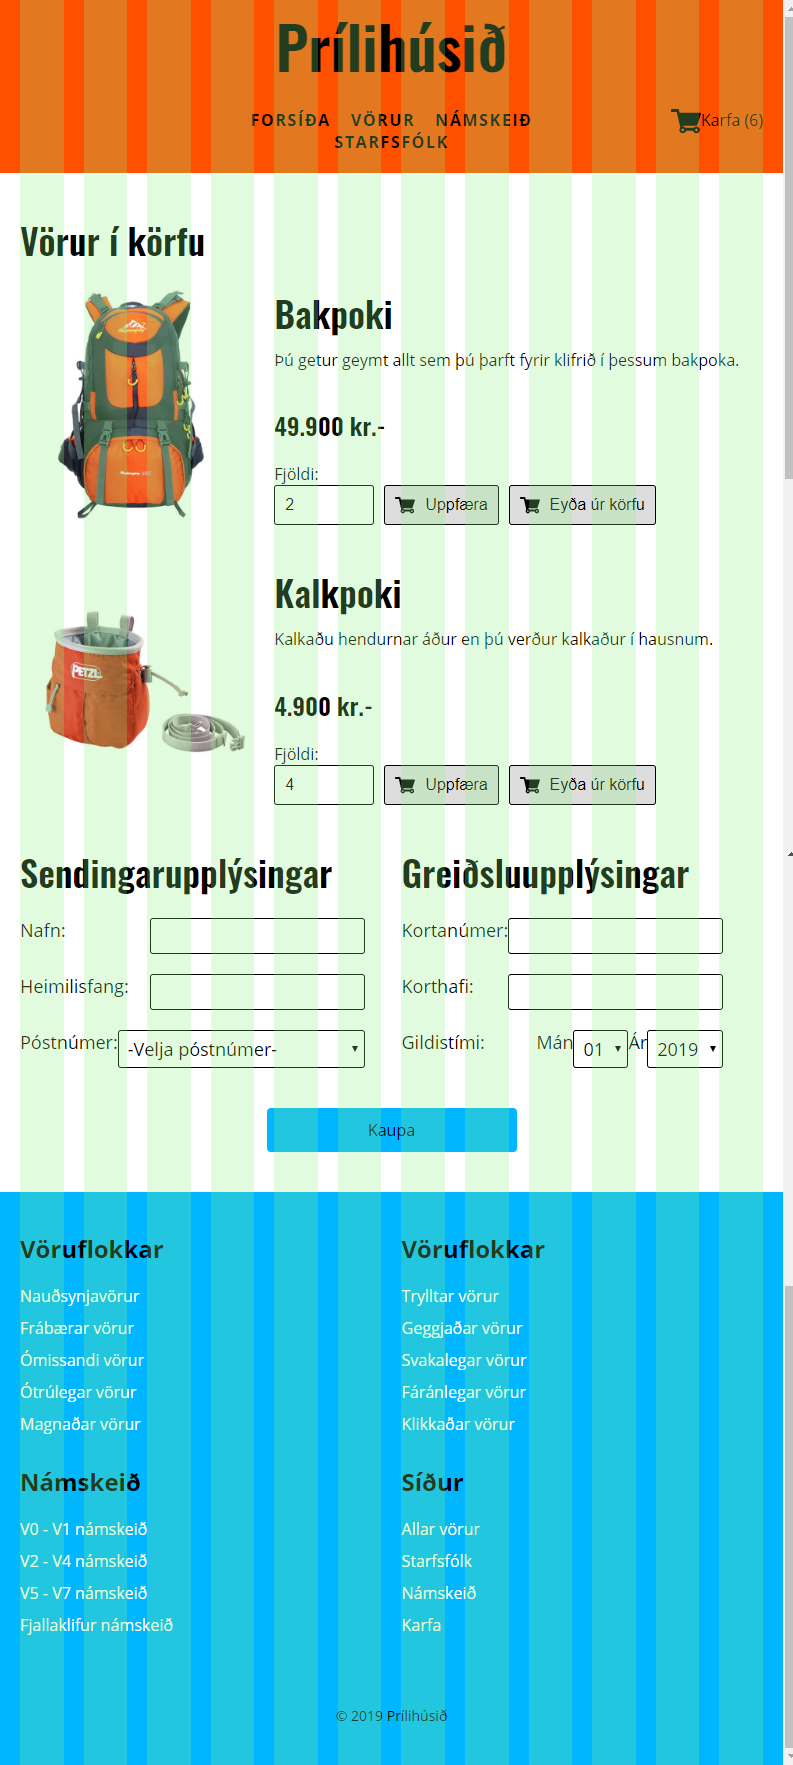 Prílihúsið
FORSÍÐA VÖRUR NÁMSKEIÐ
STARFSFÓLK
Karfa (6)
Vörur í körfu
Bakpoki
Þú getur geymt allt sem þú þarft fyrir klifrið í þessum bakpoka.
49.900 kr.-
Fjöldi:
2 Uppfæra Eyða úr körfu
Kalkpoki
Kalkaðu hendurnar áður en þú verður kalkaður í hausnum.
PETZL
4.900 kr.-
Fjöldi:
4 Uppfæra Eyða úr körfu
Sendingarupplýsingar
Nafn:
Heimilisfang:
Póstnúmer: -Velja póstnúmer-
Greiðsluupplýsingar
Kortanúmer:
Korthafi:
Gildistími: Mán 01 Ár 2019
Kaupa
Vöruflokkar
Nauðsynjavörur
Frábærar vörur
Ómissandi vörur
Ótrúlegar vörur
Magnaðar vörur
Vöruflokkar
Trylltar vörur
Geggjaðar vörur
Svakalegar vörur
Fáránlegar vörur
Klikkaðar vörur
Námskeið
V0 - V1 námskeið
V2 - V4 námskeið
V5 - V7 námskeið
Fjallaklifur námskeið
Síður
Allar vörur
Starfsfólk
Námskeið
Karfa
© 2019 Prílihúsið